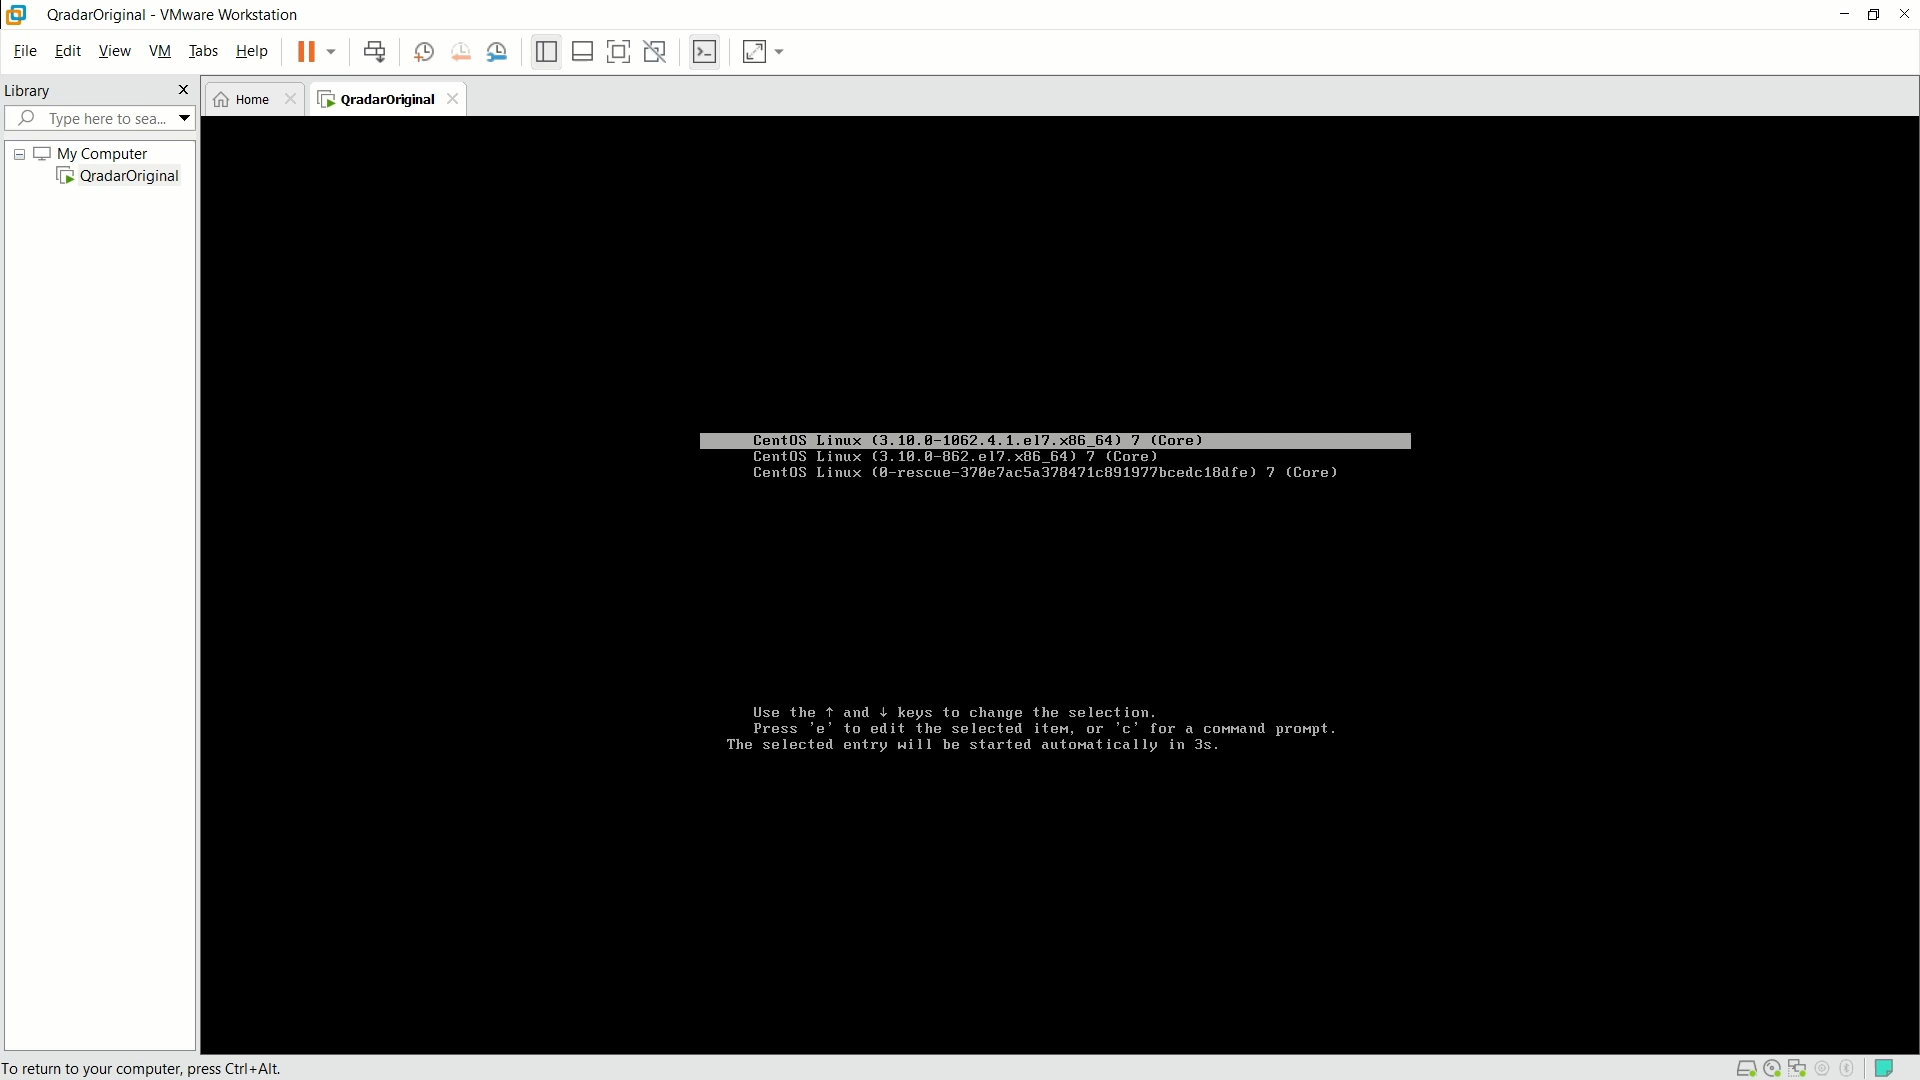 QradarOriginal - VMware Workstation
File Edit View VM Tabs Help
Library
Home QradarOriginal
Type here to sea...
My Computer
QradarOriginal
CentOS Linux (3.10.0-1062.4.1.el7.x86_64) 7 (Core)
CentOS Linux (3.10.0-862.el7.x86_64) 7 (Core)
CentOS Linux (0-rescue-370e7ac5a378471c891977bcedc18dfe) 7 (Core)
Use the ↑ and ↓ keys to change the selection.
Press 'e' to edit the selected item, or 'c' for a command prompt.
The selected entry will be started automatically in 3s.
To return to your computer, press Ctrl+Alt.